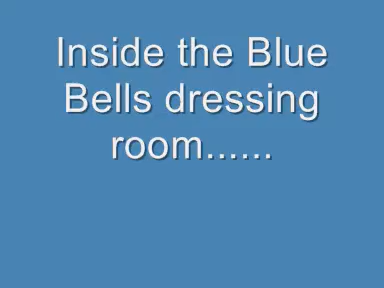 Inside the Blue
Bells dressing
room......